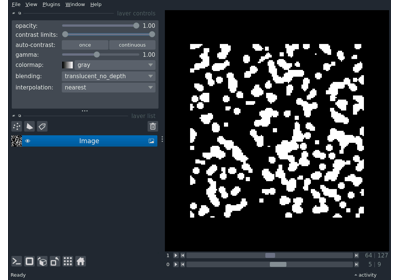 File View Plugins Window Help
layer controls
opacity: 1.00
contrast limits:
auto-contrast: once continuous
gamma: 1.00
colormap: gray
blending: translucent_no_depth
interpolation: nearest
layer list
Image
1 64 127
0 5 9
Ready activity